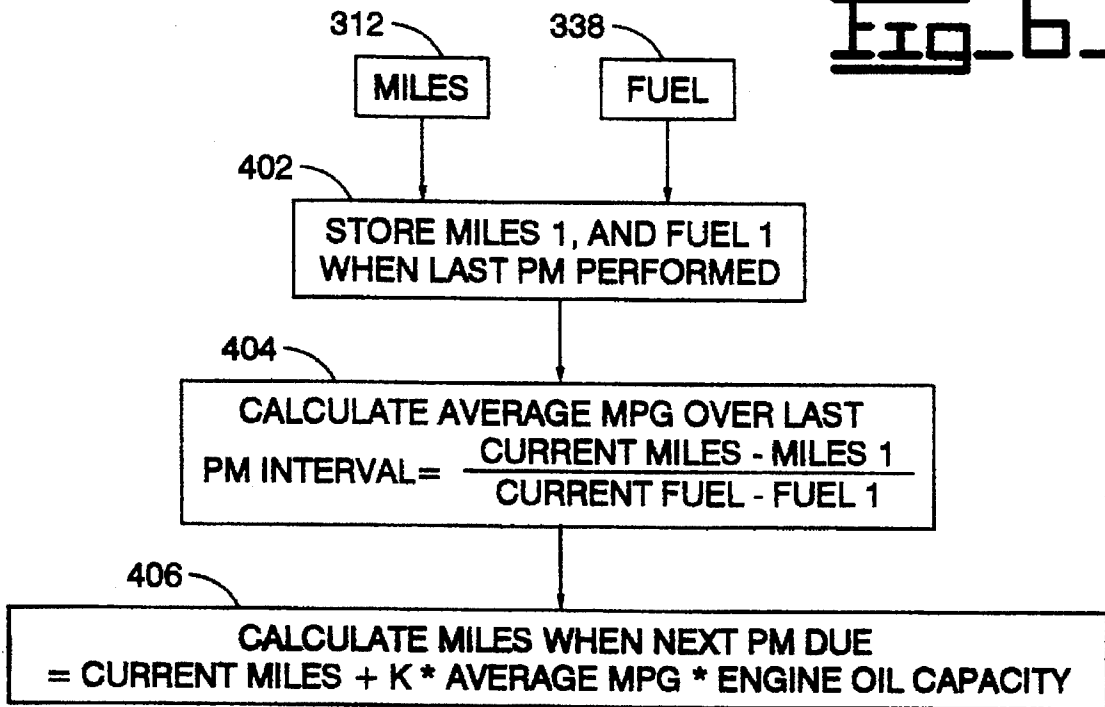 Fig_6_
312
338
MILES
FUEL
402
STORE MILES 1, AND FUEL 1
WHEN LAST PM PERFORMED
404
CALCULATE AVERAGE MPG OVER LAST
PM INTERVAL= CURRENT MILES - MILES 1
CURRENT FUEL - FUEL 1
406
CALCULATE MILES WHEN NEXT PM DUE
= CURRENT MILES + K * AVERAGE MPG * ENGINE OIL CAPACITY